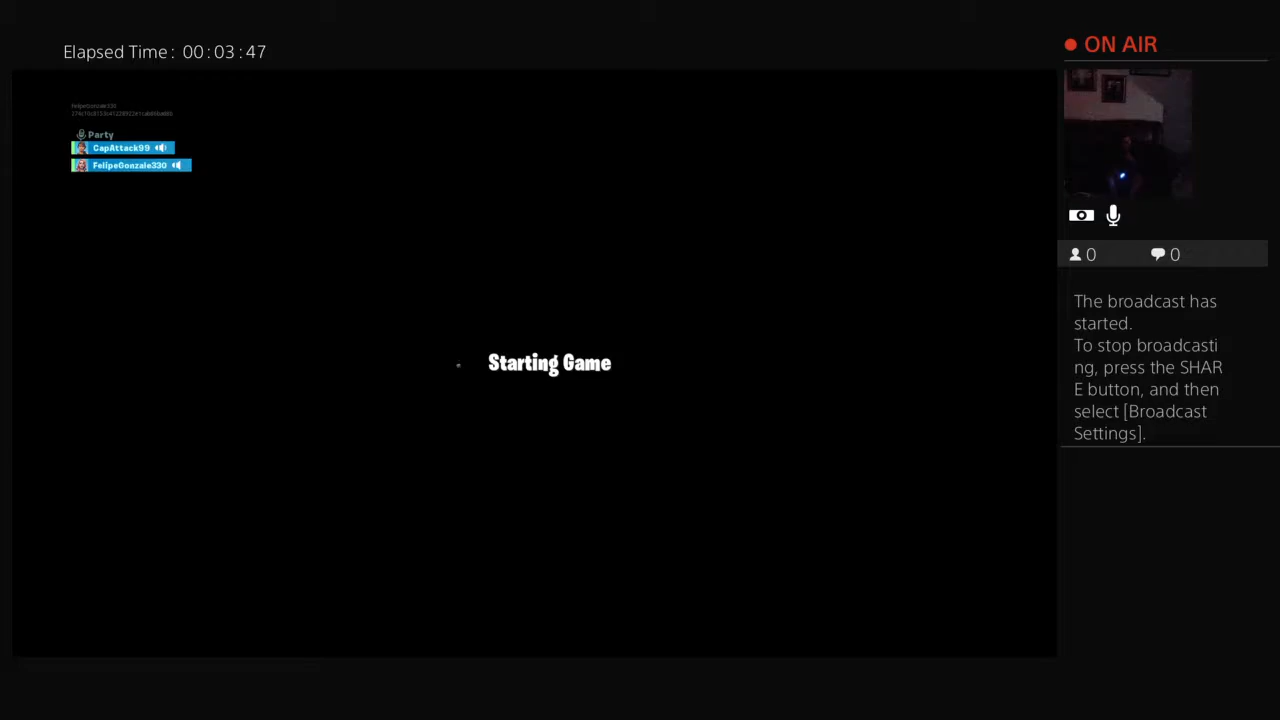 Elapsed Time: 00:03:47
ON AIR
Party
CapAttack99
FelipeGonzale330
Starting Game
0 0
The broadcast has
started.
To stop broadcasti
ng, press the SHAR
E button, and then
select [Broadcast
Settings].